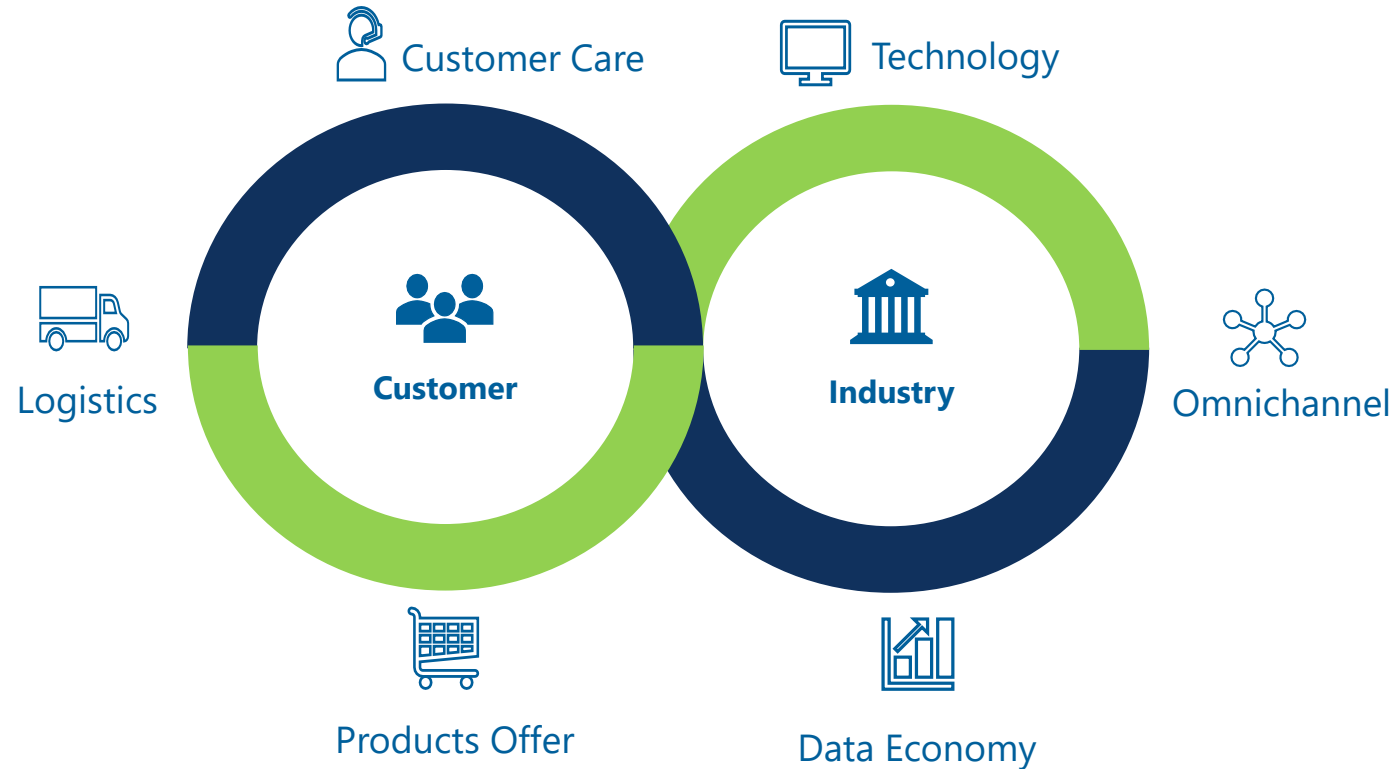 Customer Care
Technology
Customer
Industry
Logistics
Omnichannel
Products Offer
Data Economy